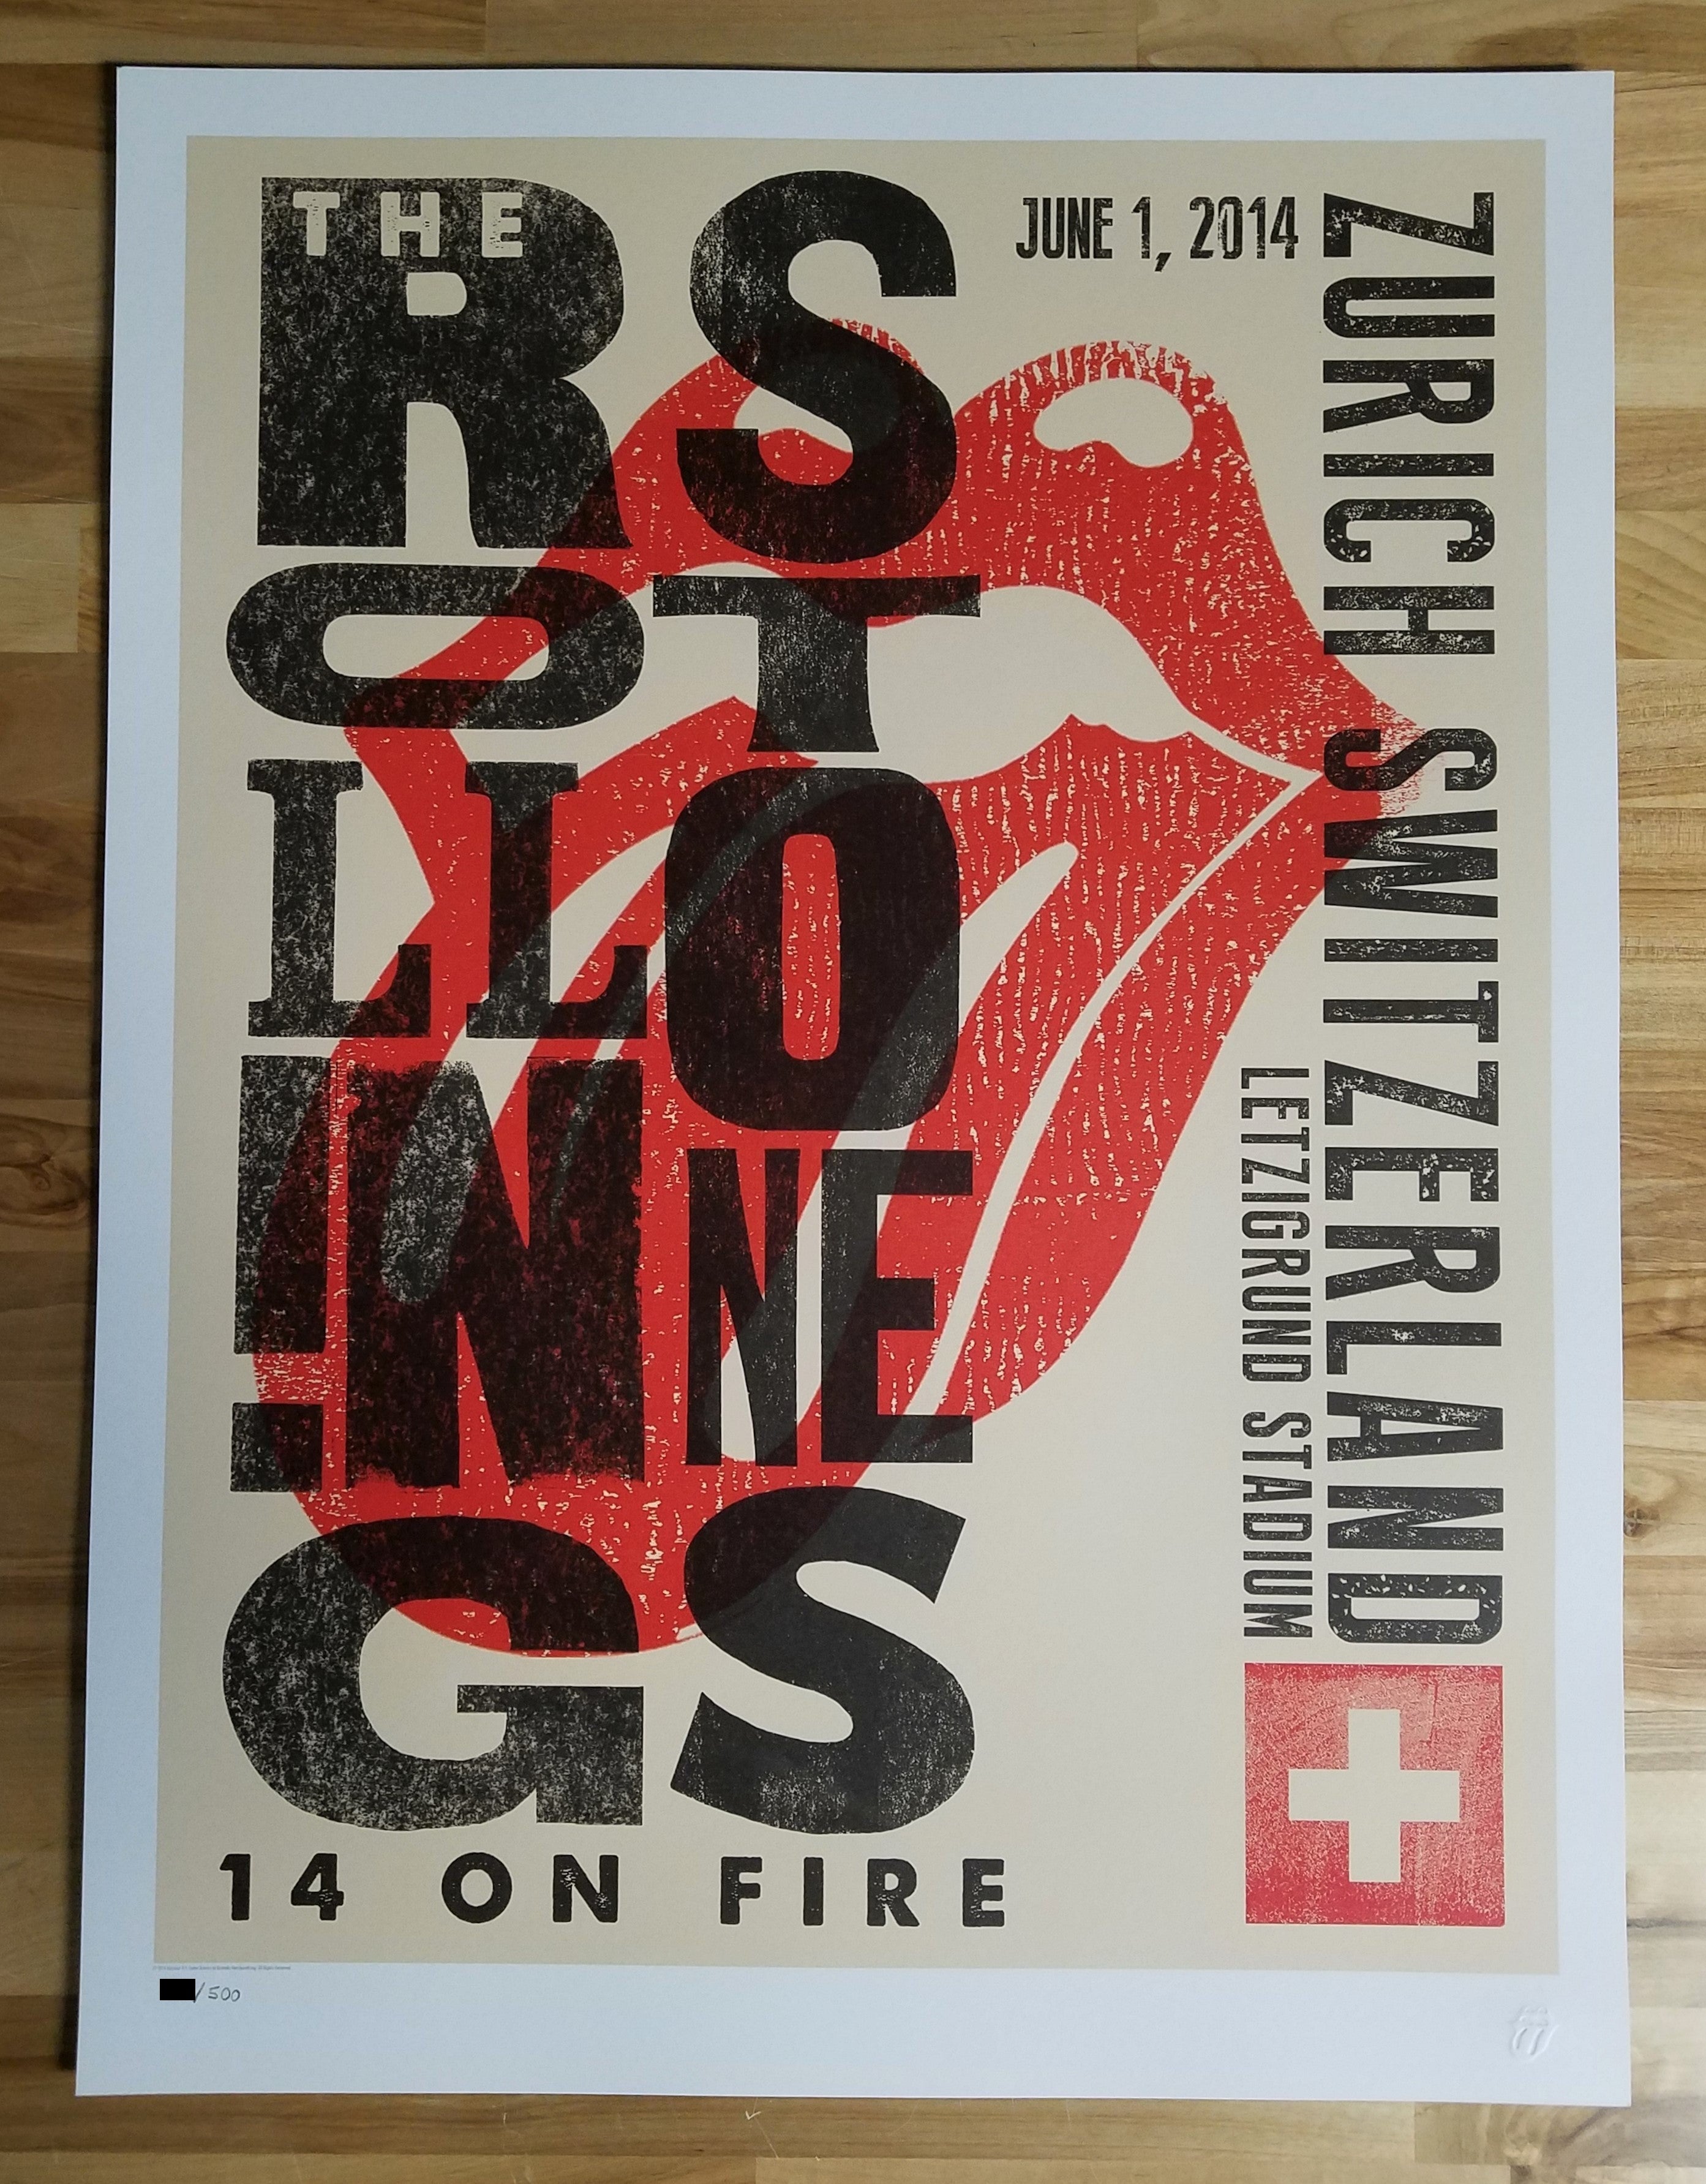 THE
ROLLING
STONES
JUNE 1, 2014
ZURICH SWITZERLAND
LETZIGRUND STADIUM
14 ON FIRE
/500